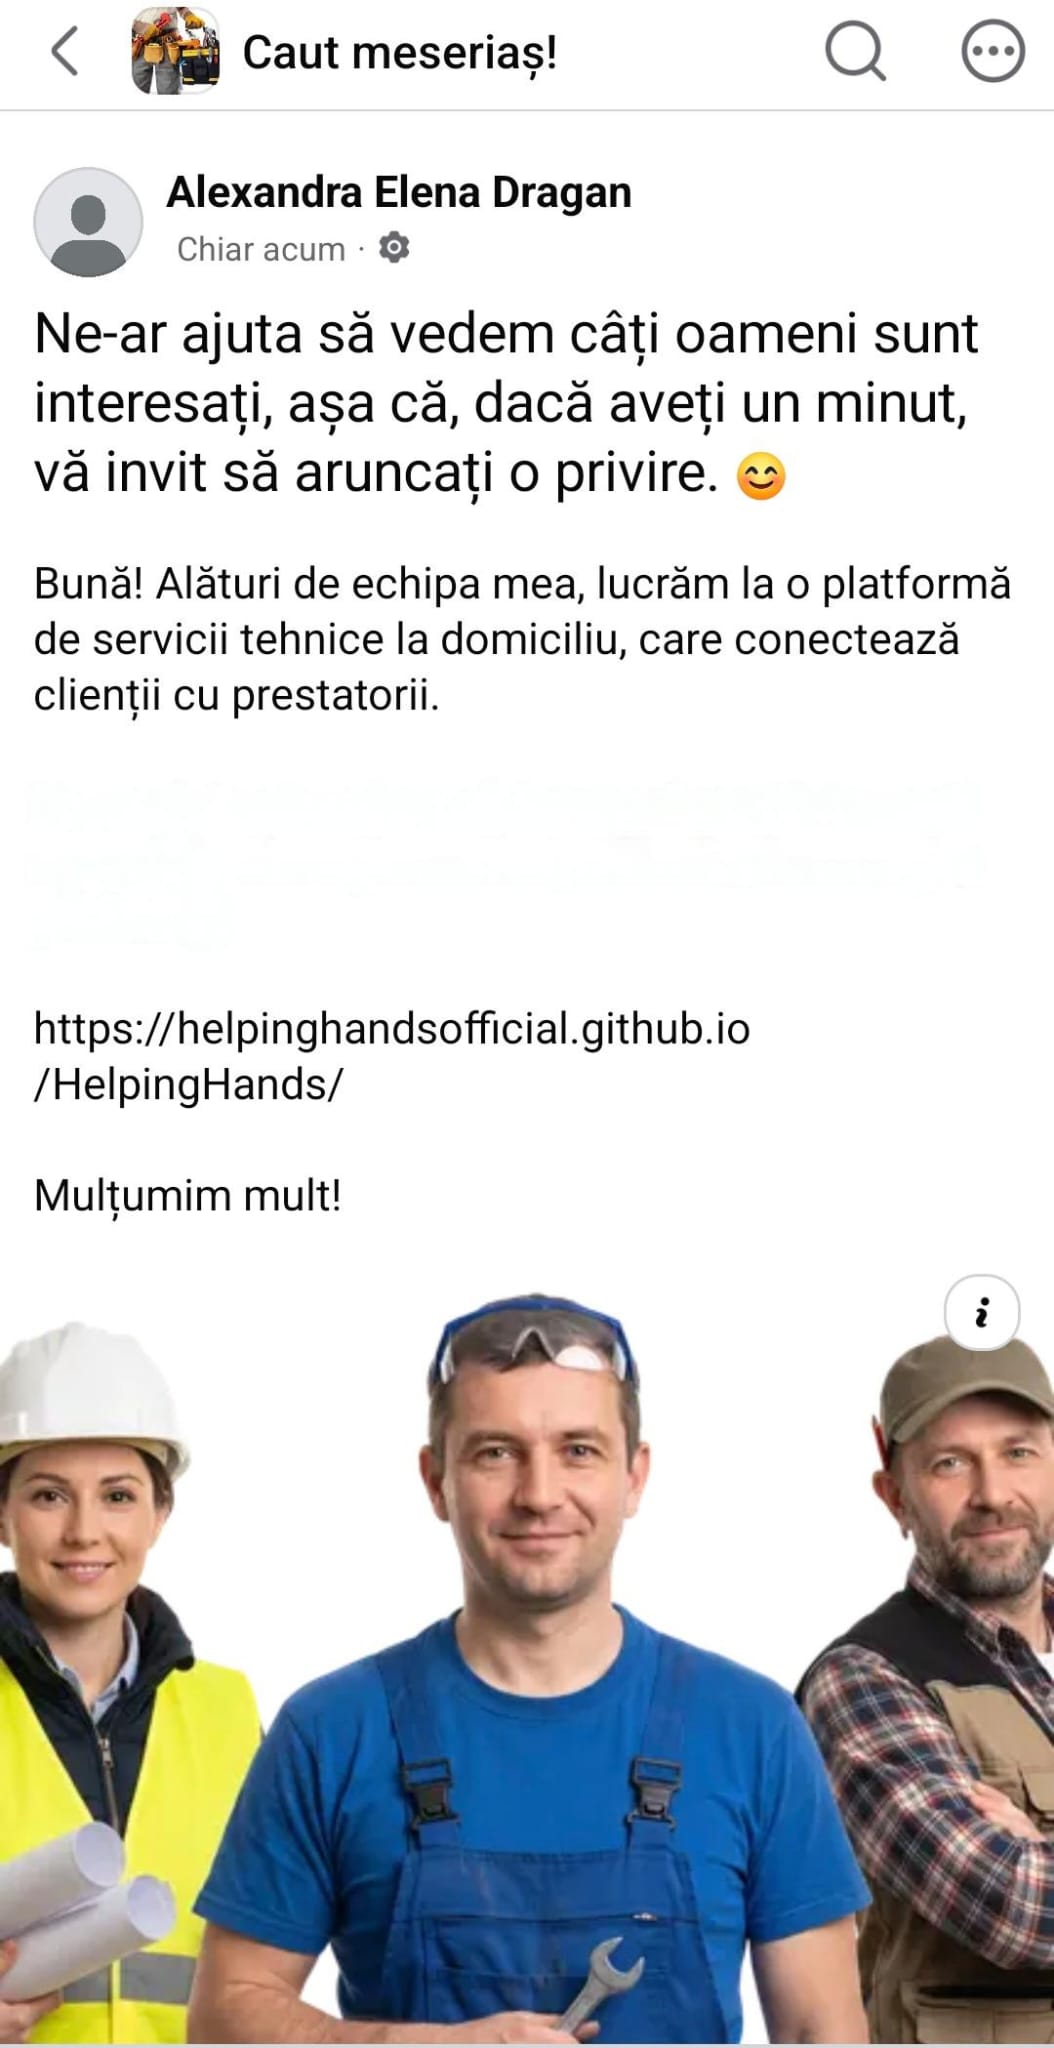 Caut meseriaș!
Alexandra Elena Dragan
Chiar acum ·
Ne-ar ajuta să vedem câți oameni sunt
interesați, așa că, dacă aveți un minut,
vă invit să aruncați o privire. 😊
Bună! Alături de echipa mea, lucrăm la o platformă
de servicii tehnice la domiciliu, care conectează
clienții cu prestatorii.
https://helpinghandsofficial.github.io
/HelpingHands/
Mulțumim mult!
i